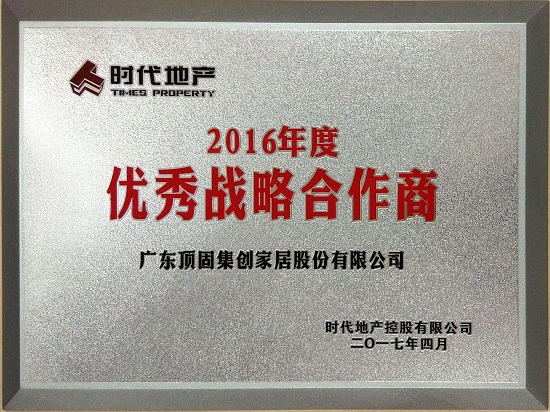 时代地产
TIMES PROPERTY
2016年度
优秀战略合作商
广东顶固集创家居股份有限公司
时代地产控股有限公司
二〇一七年四月